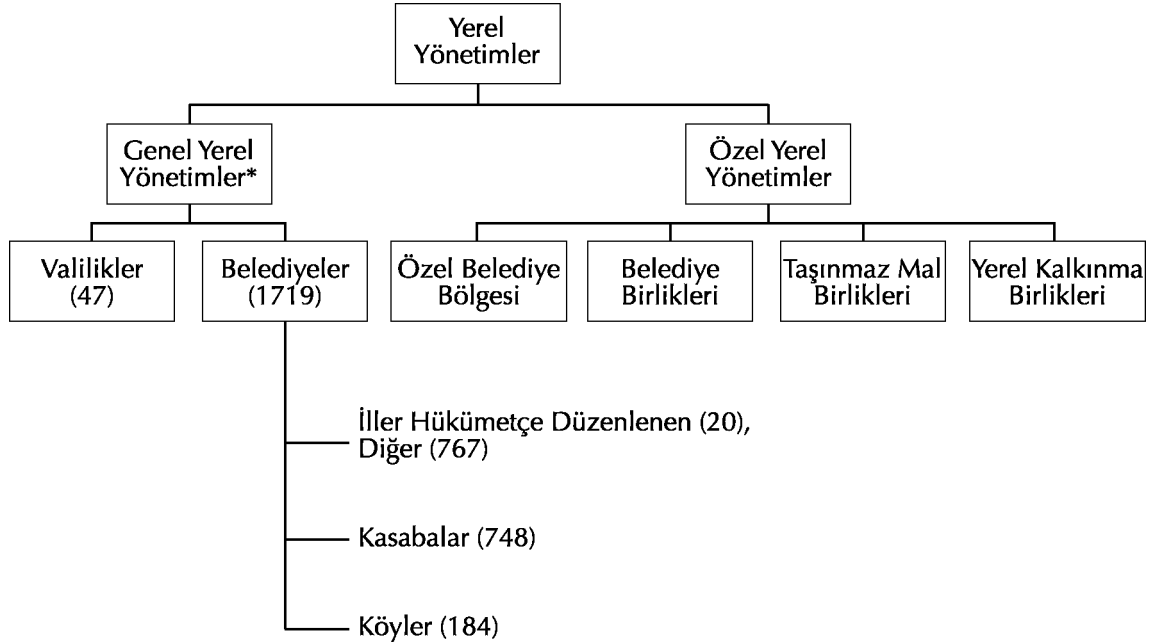 Yerel
Yönetimler
Genel Yerel
Yönetimler*
Özel Yerel
Yönetimler
Valilikler
(47)
Belediyeler
(1719)
Özel Belediye
Bölgesi
Belediye
Birlikleri
Taşınmaz Mal
Birlikleri
Yerel Kalkınma
Birlikleri
İller Hükümetçe Düzenlenen (20),
Diğer (767)
Kasabalar (748)
Köyler (184)